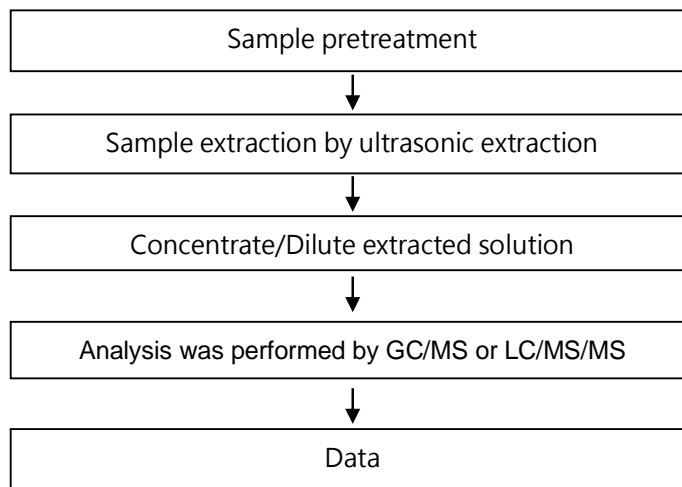 Sample pretreatment
Sample extraction by ultrasonic extraction
Concentrate/Dilute extracted solution
Analysis was performed by GC/MS or LC/MS/MS
Data